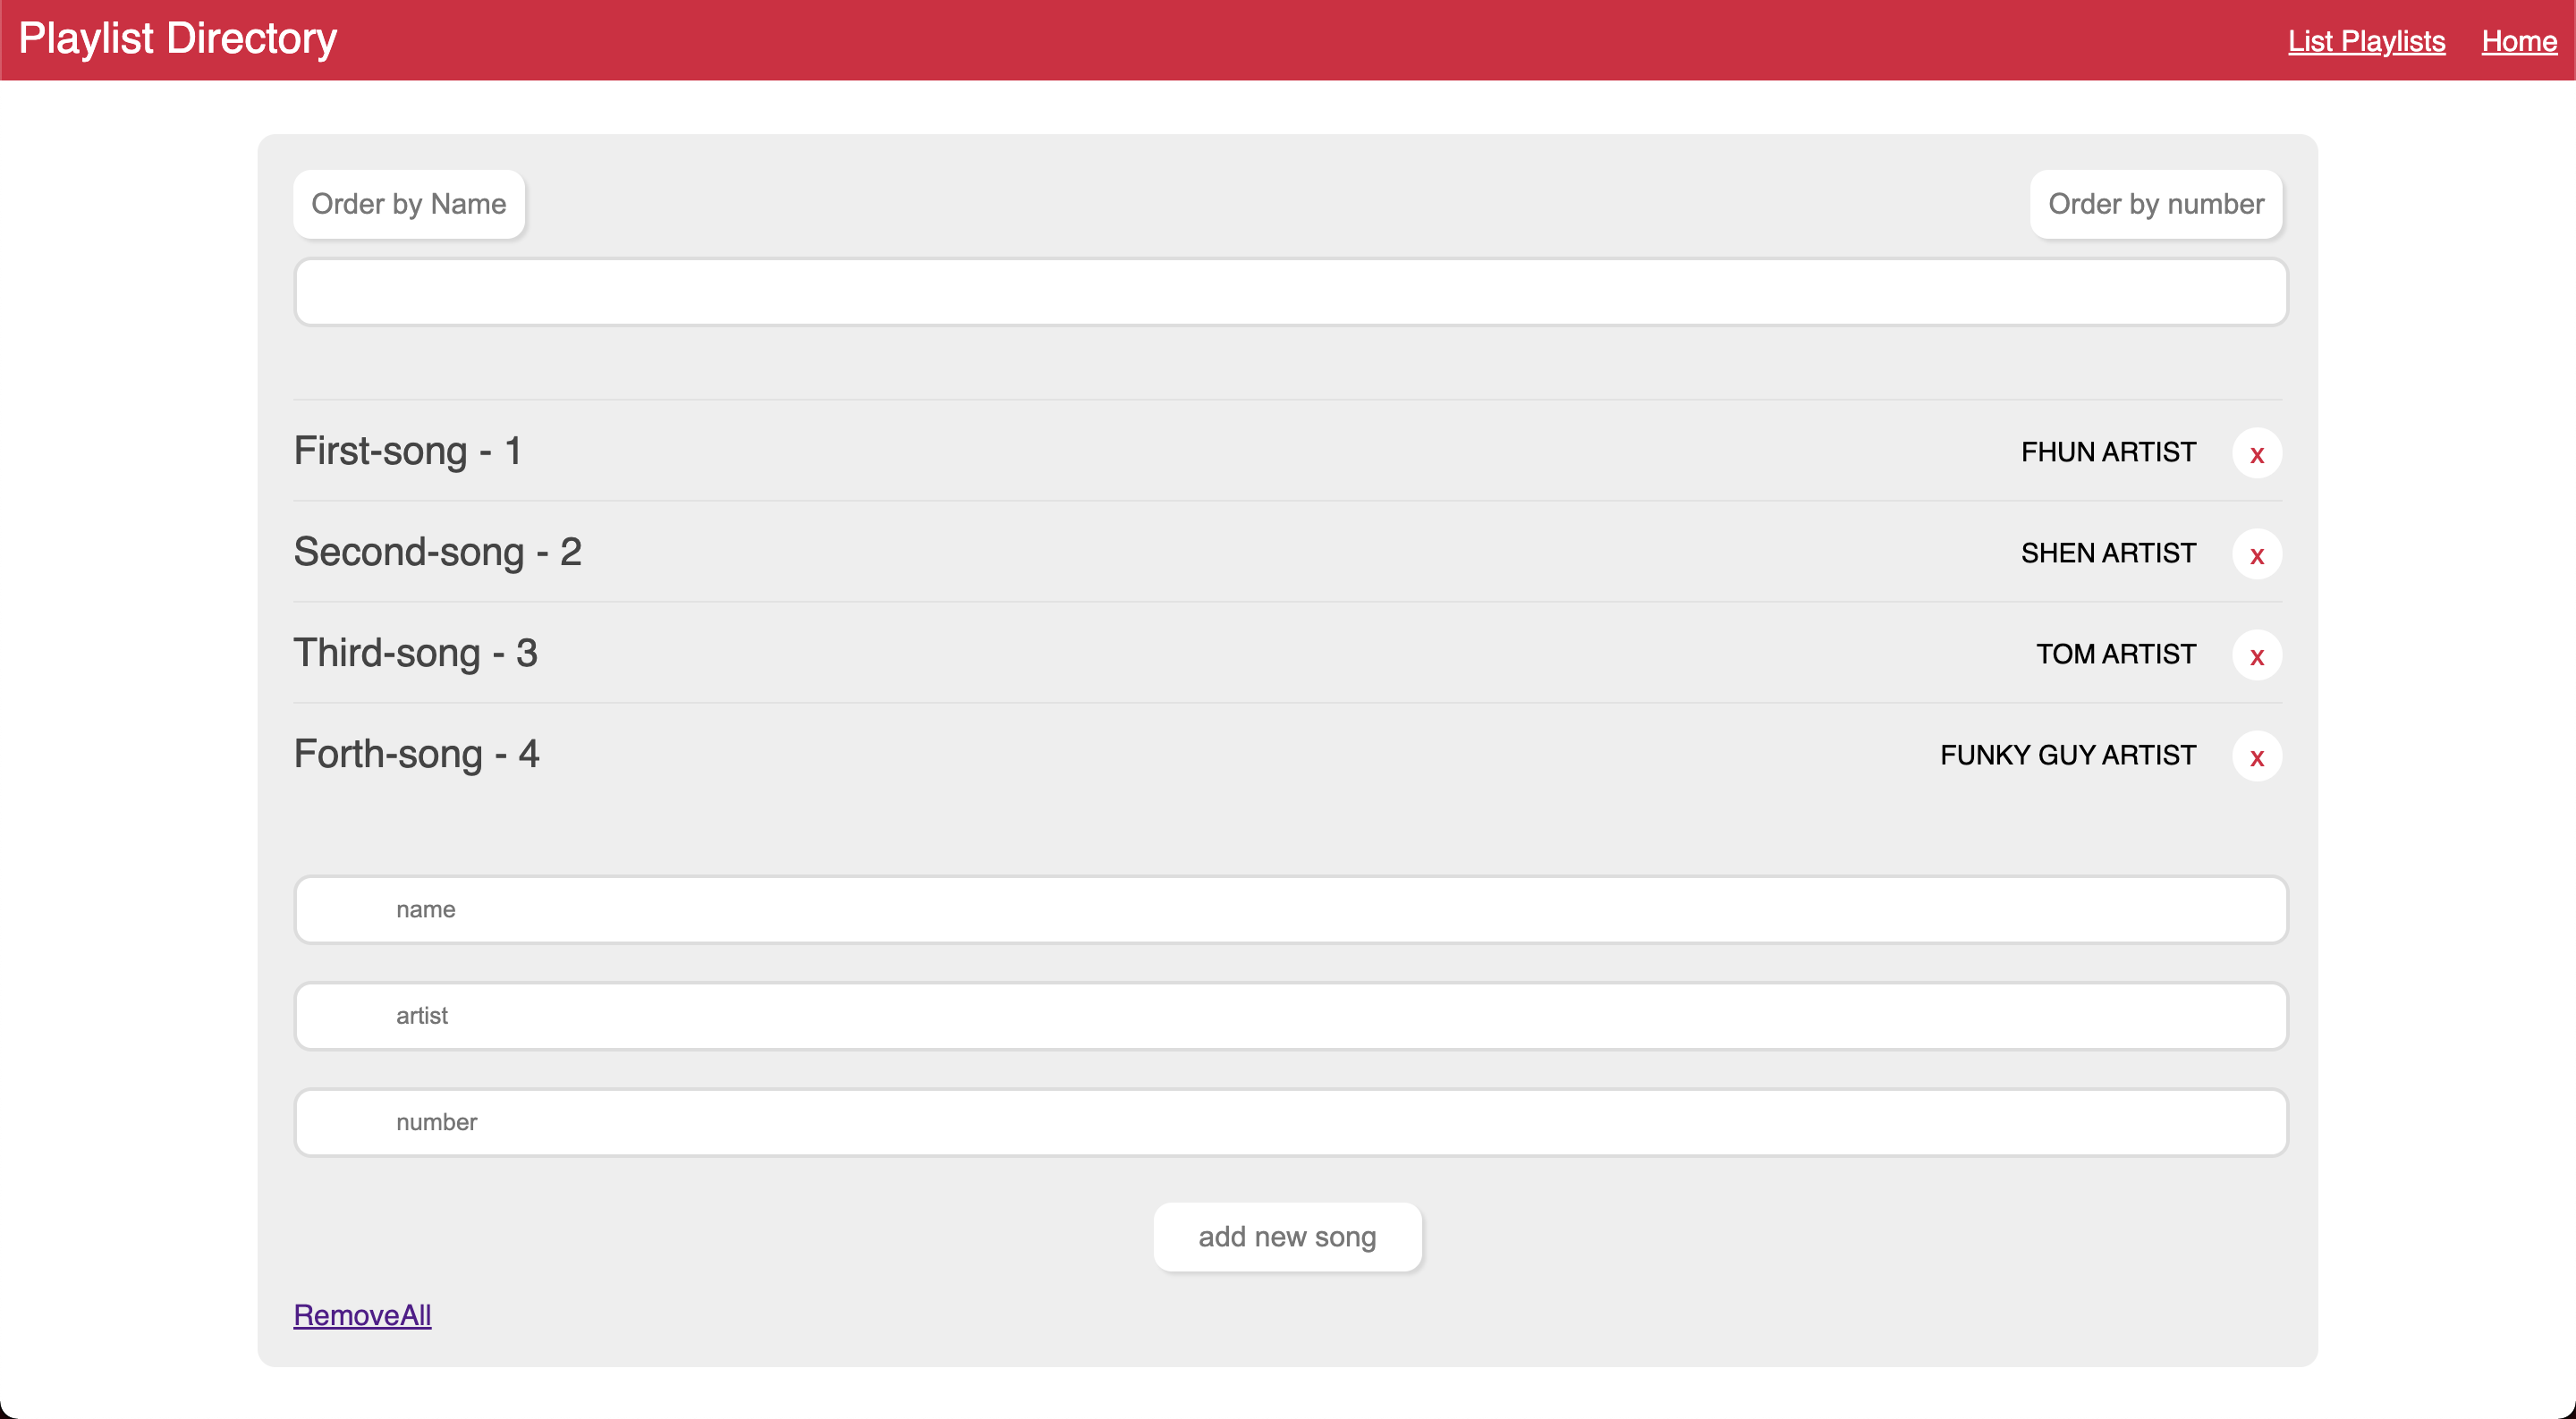 Playlist Directory
List Playlists Home
Order by Name
Order by number
First-song - 1
FHUN ARTIST
x
Second-song - 2
SHEN ARTIST
x
Third-song - 3
TOM ARTIST
x
Forth-song - 4
FUNKY GUY ARTIST
x
name
artist
number
add new song
RemoveAll